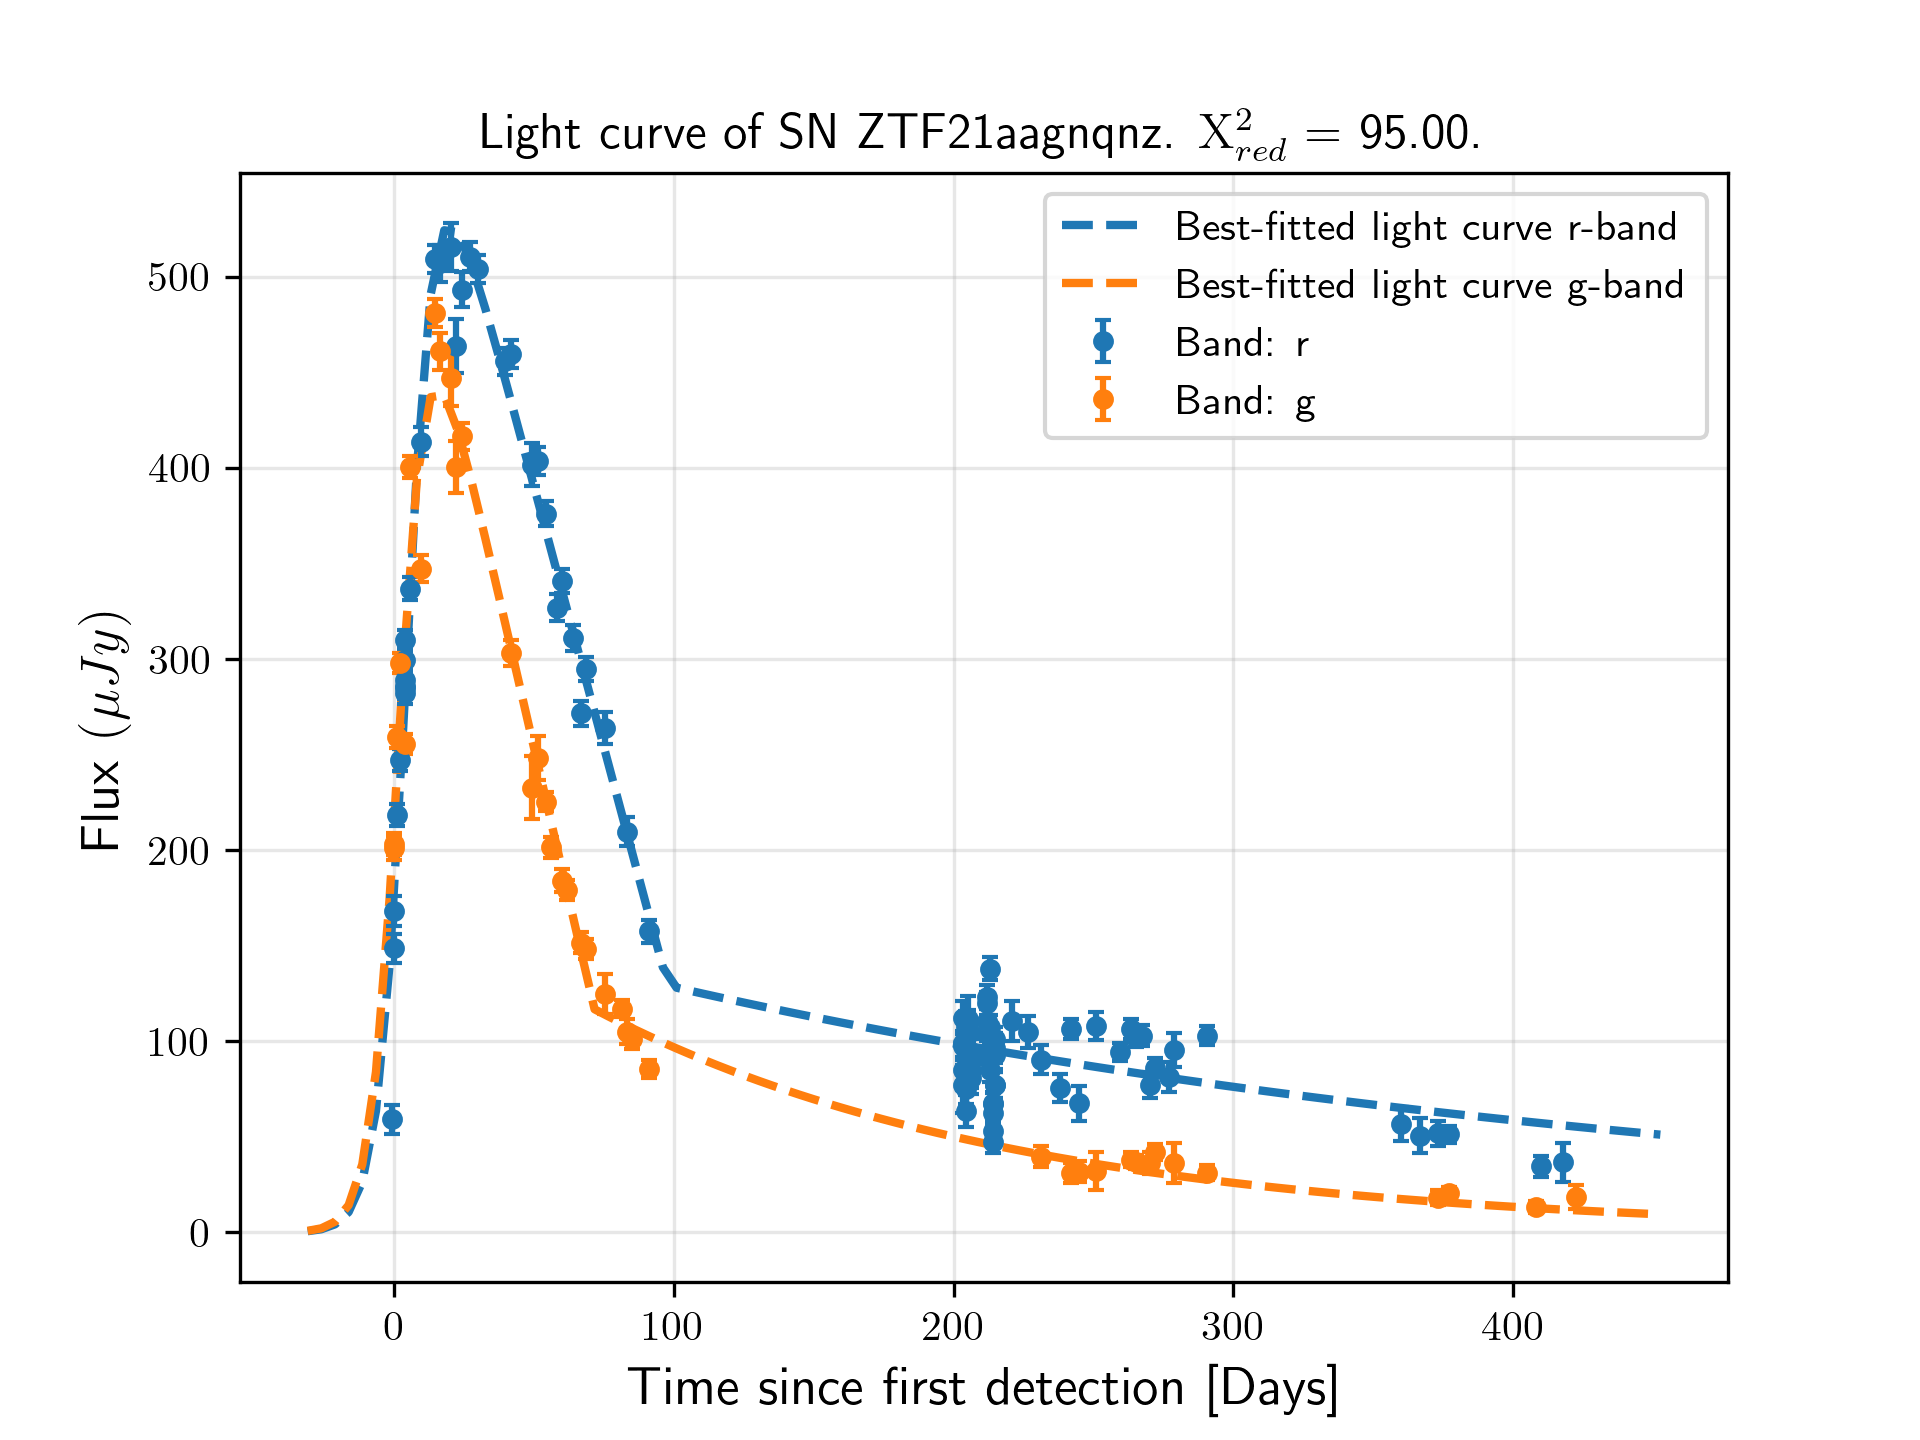 Light curve of SN ZTF21aagnqnz. X²_red = 95.00.
Best-fitted light curve r-band
Best-fitted light curve g-band
Band: r
Band: g
Flux (μJy)
500
400
300
200
100
0
0 100 200 300 400
Time since first detection [Days]